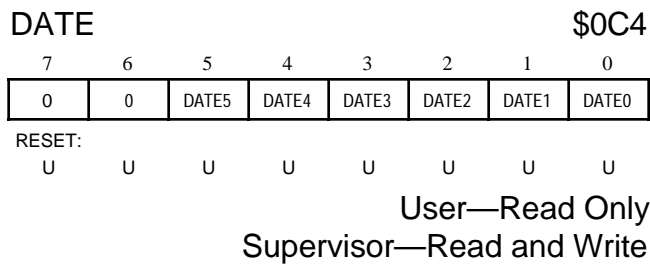 DATE $0C4
7 6 5 4 3 2 1 0
0 0 DATE5 DATE4 DATE3 DATE2 DATE1 DATE0
RESET:
U U U U U U U U
User—Read Only
Supervisor—Read and Write